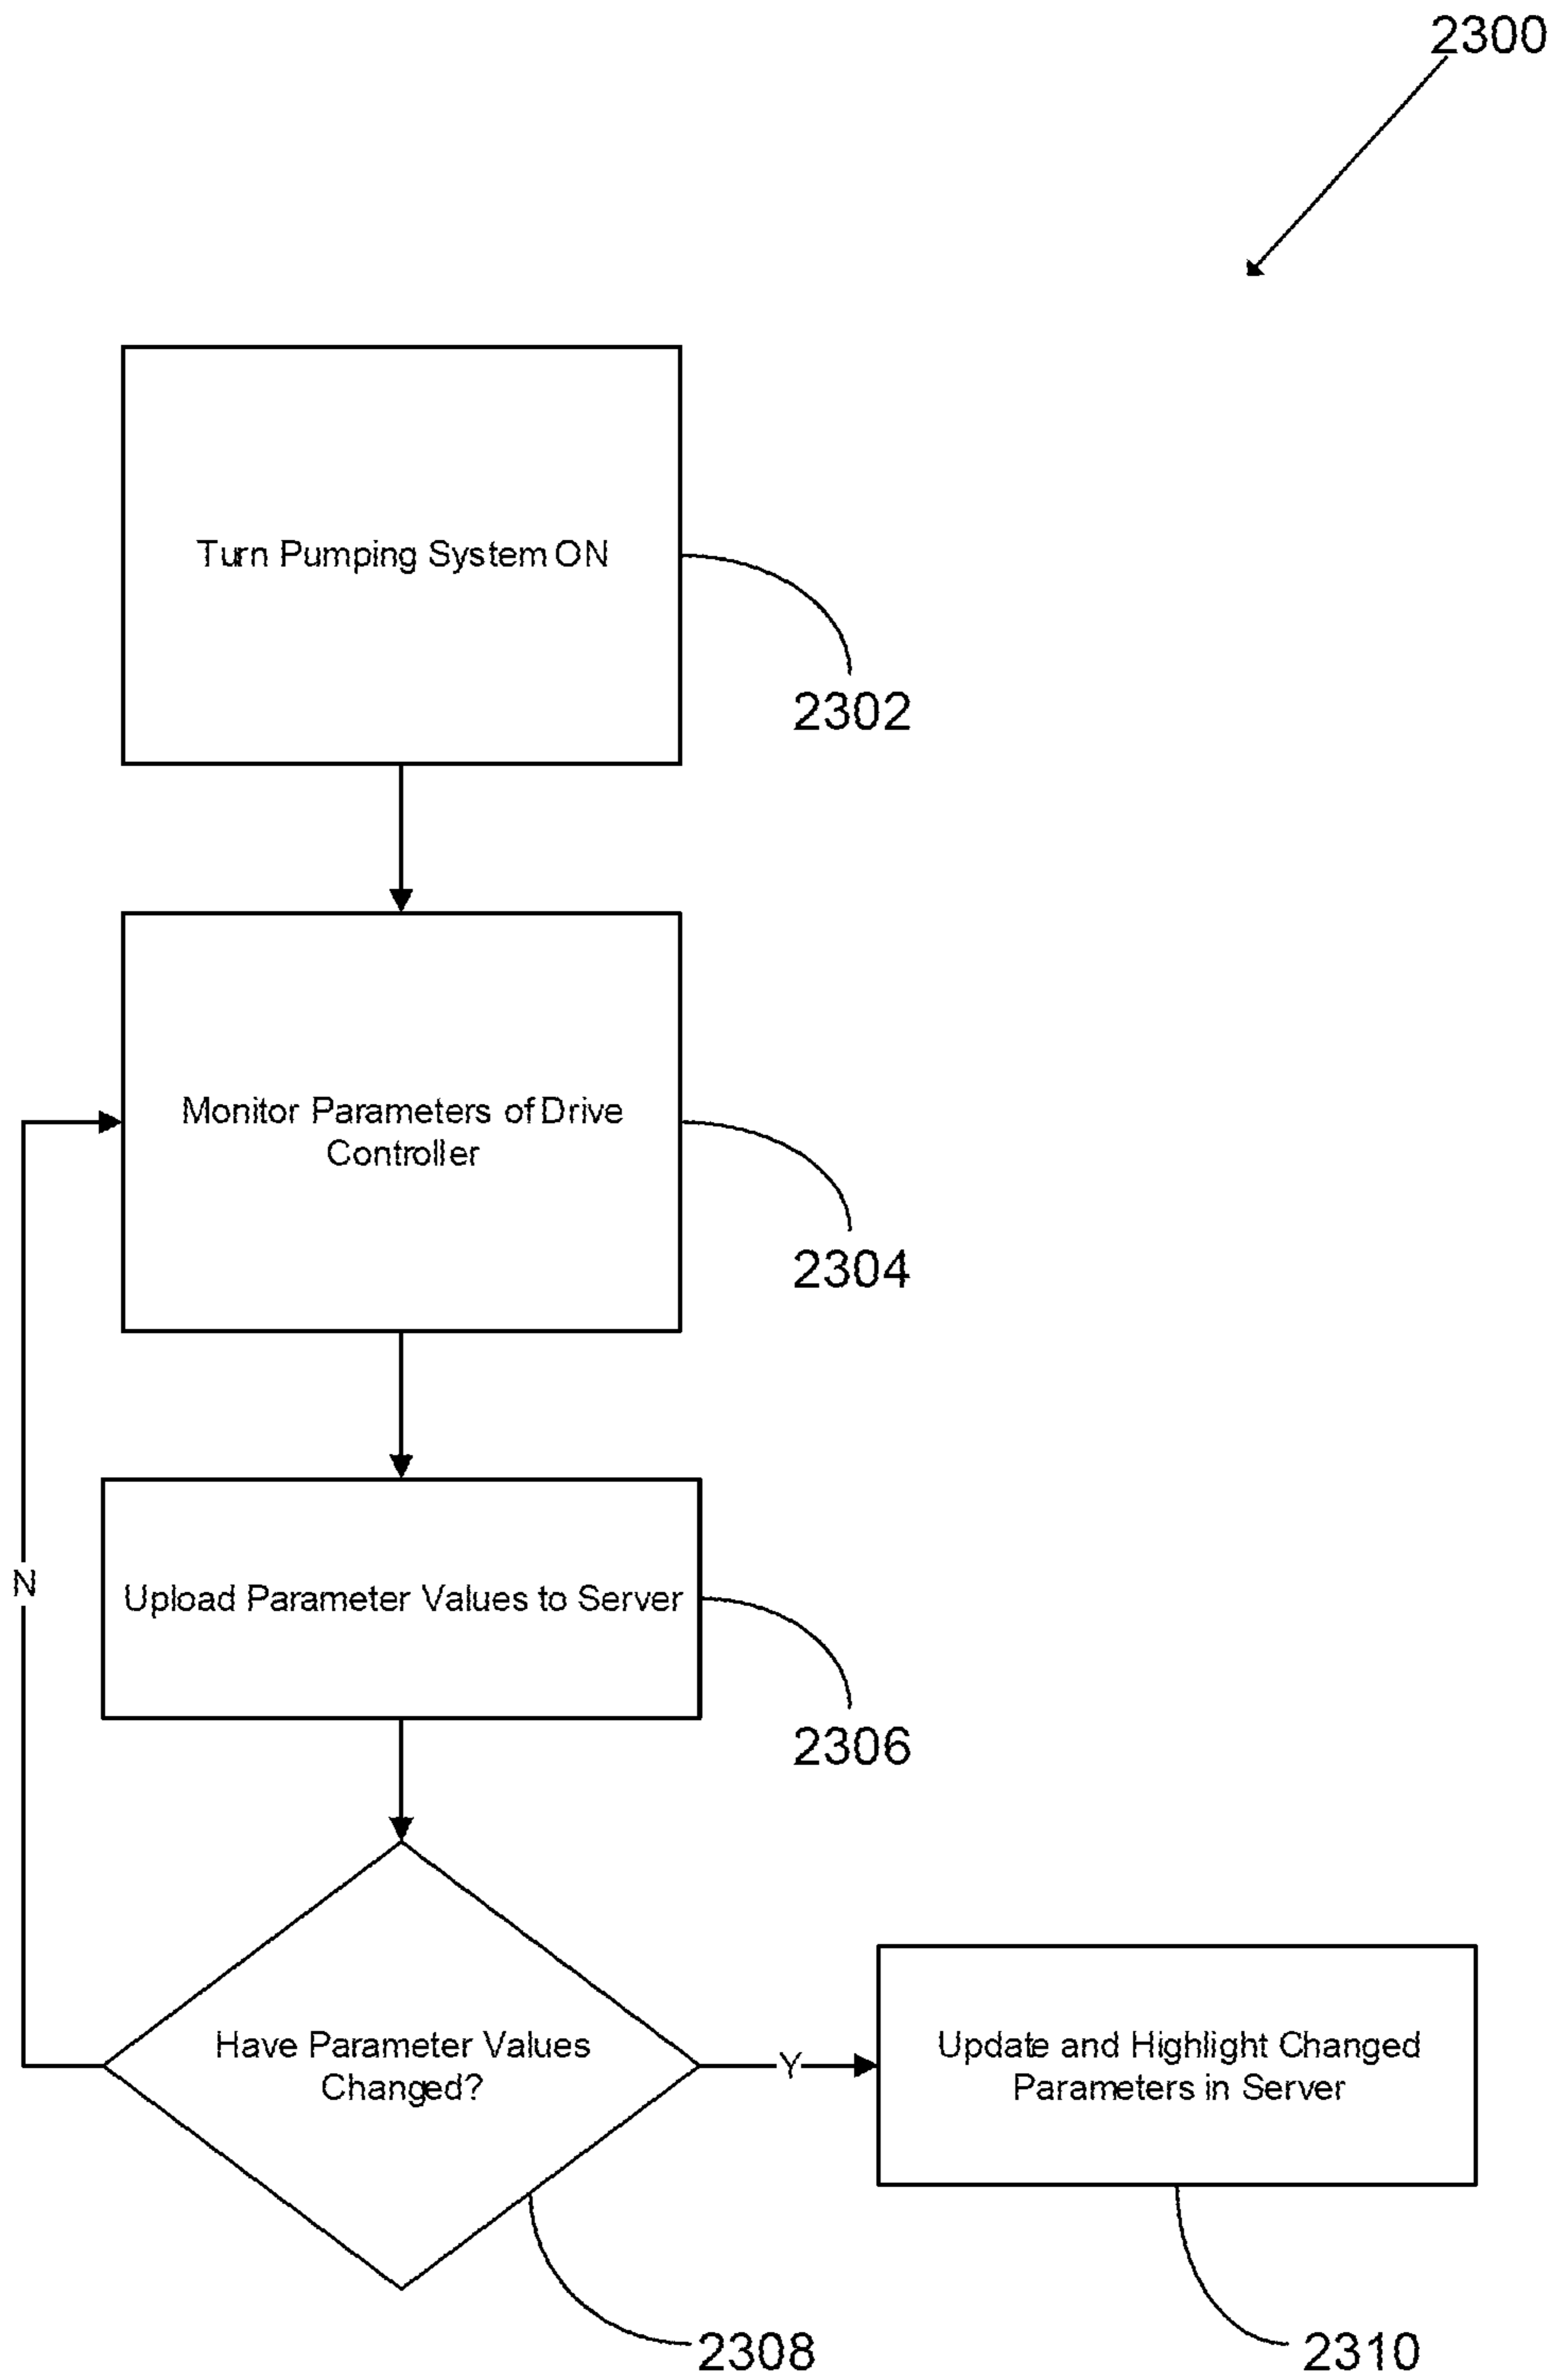 2300
Turn Pumping System ON
2302
Monitor Parameters of Drive
Controller
2304
N
Upload Parameter Values to Server
2306
Have Parameter Values
Changed?
Y
Update and Highlight Changed
Parameters in Server
2308
2310